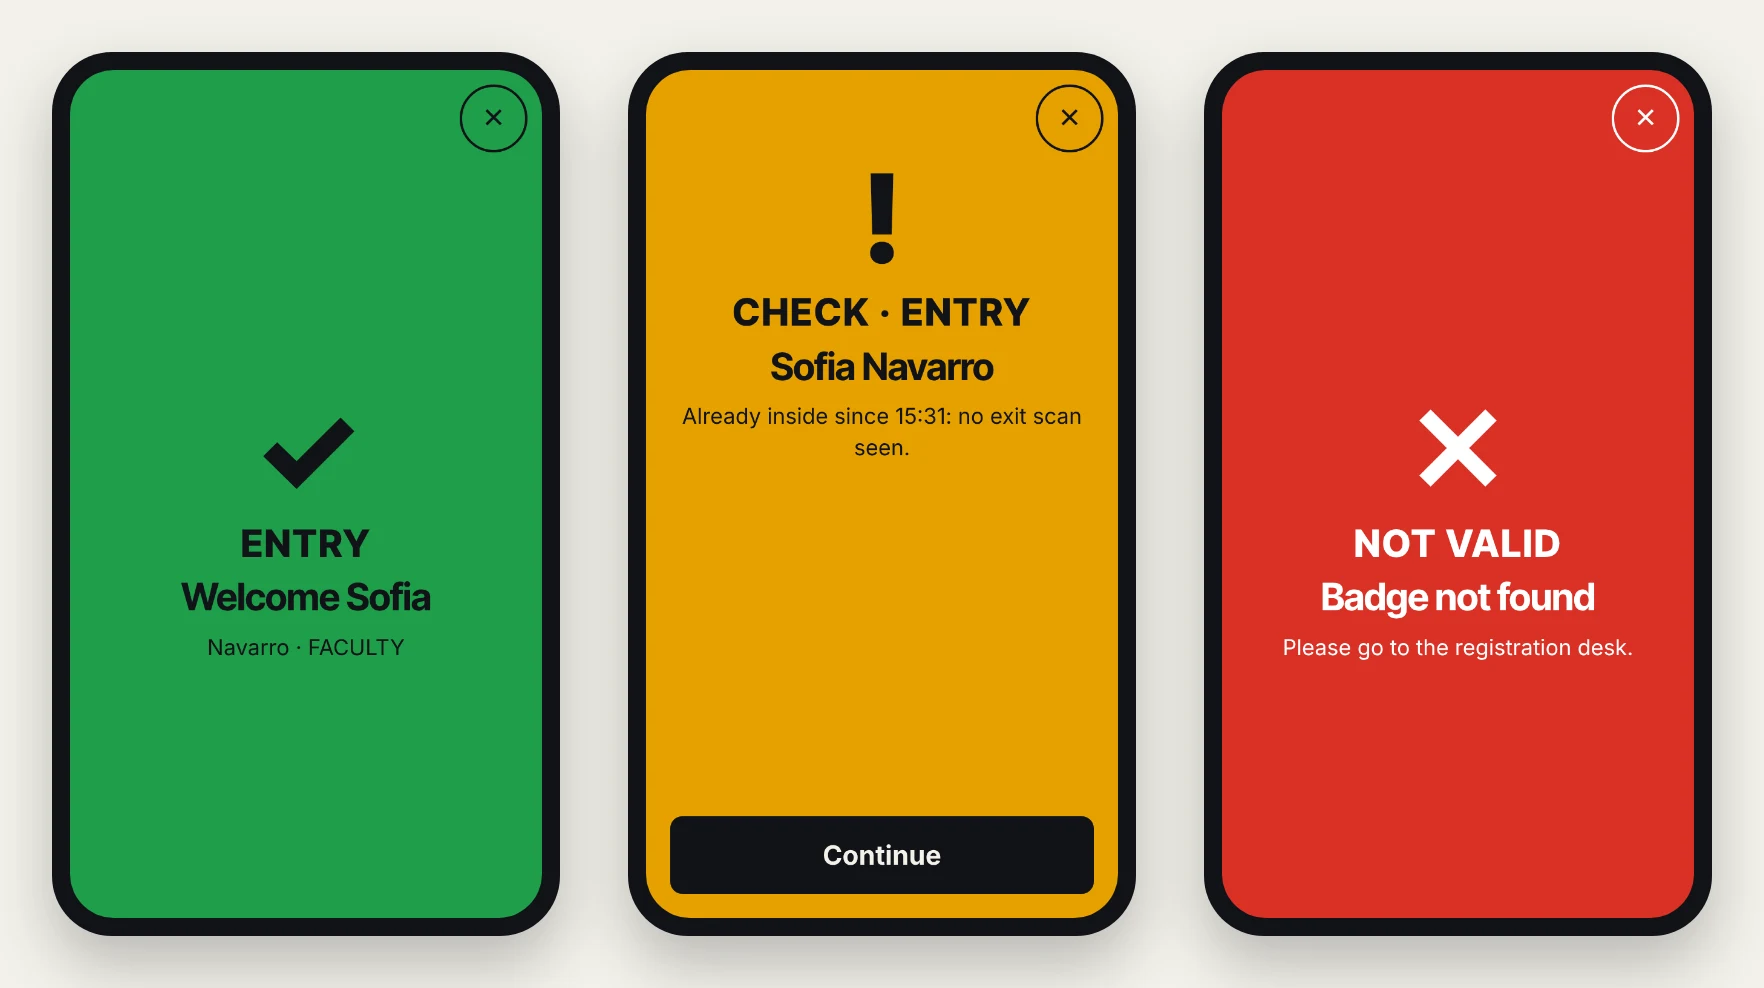 ✕
✔
ENTRY
Welcome Sofia
Navarro · FACULTY
✕
!
CHECK · ENTRY
Sofia Navarro
Already inside since 15:31: no exit scan
seen.
Continue
✕
✕
NOT VALID
Badge not found
Please go to the registration desk.